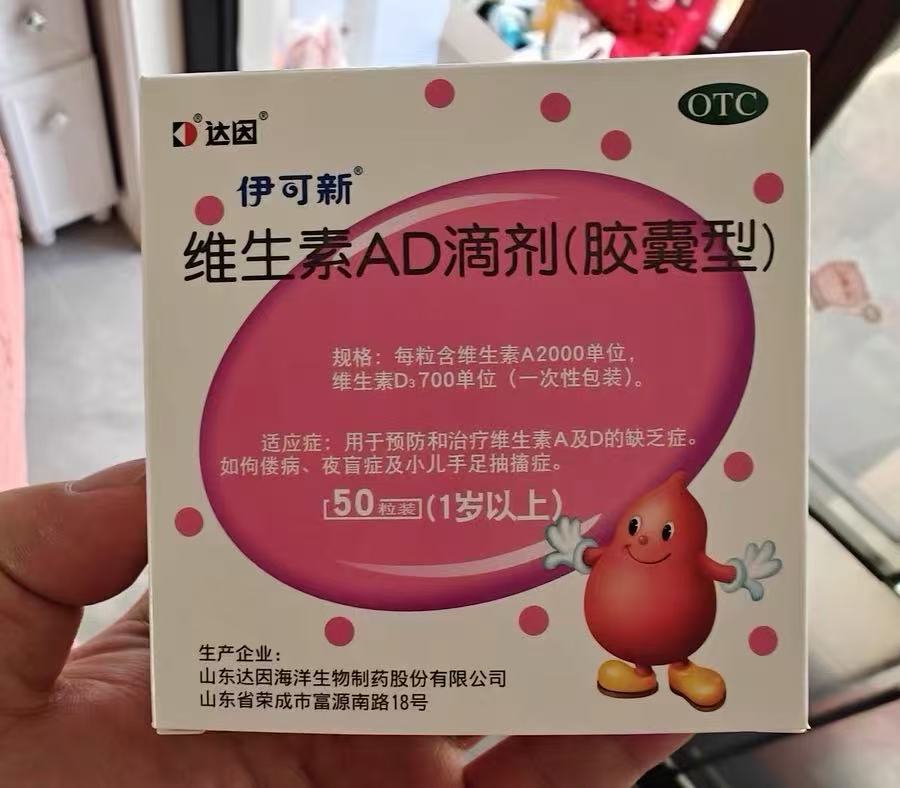 达因®
OTC
伊可新®
维生素AD滴剂(胶囊型)
规格：每粒含维生素A2000单位，
维生素D₃700单位（一次性包装）。
适应症：用于预防和治疗维生素A及D的缺乏症。
如佝偻病、夜盲症及小儿手足抽搐症。
[50粒装](1岁以上)
生产企业：
山东达因海洋生物制药股份有限公司
山东省荣成市富源南路18号